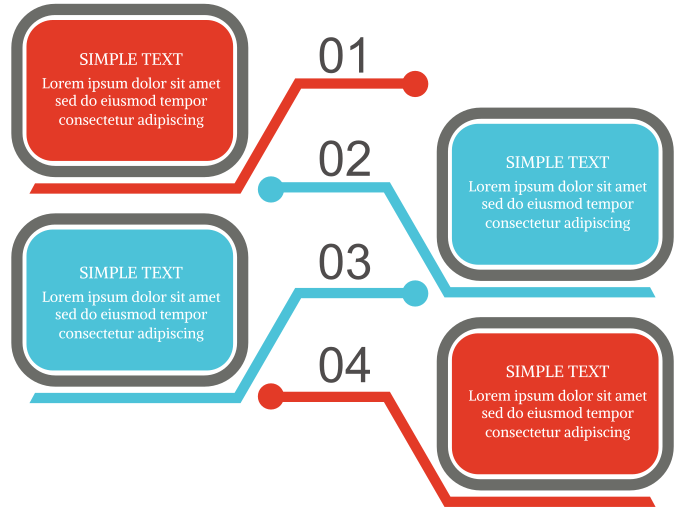 01
SIMPLE TEXT
Lorem ipsum dolor sit amet
sed do eiusmod tempor
consectetur adipiscing
02
SIMPLE TEXT
Lorem ipsum dolor sit amet
sed do eiusmod tempor
consectetur adipiscing
03
SIMPLE TEXT
Lorem ipsum dolor sit amet
sed do eiusmod tempor
consectetur adipiscing
04
SIMPLE TEXT
Lorem ipsum dolor sit amet
sed do eiusmod tempor
consectetur adipiscing